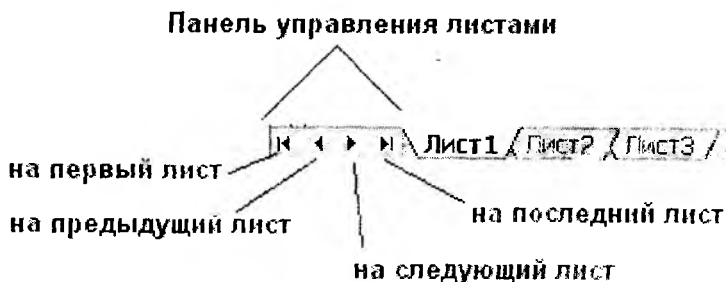 Панель управления листами
Лист1 Лист2 Лист3
на первый лист
на предыдущий лист
на последний лист
на следующий лист